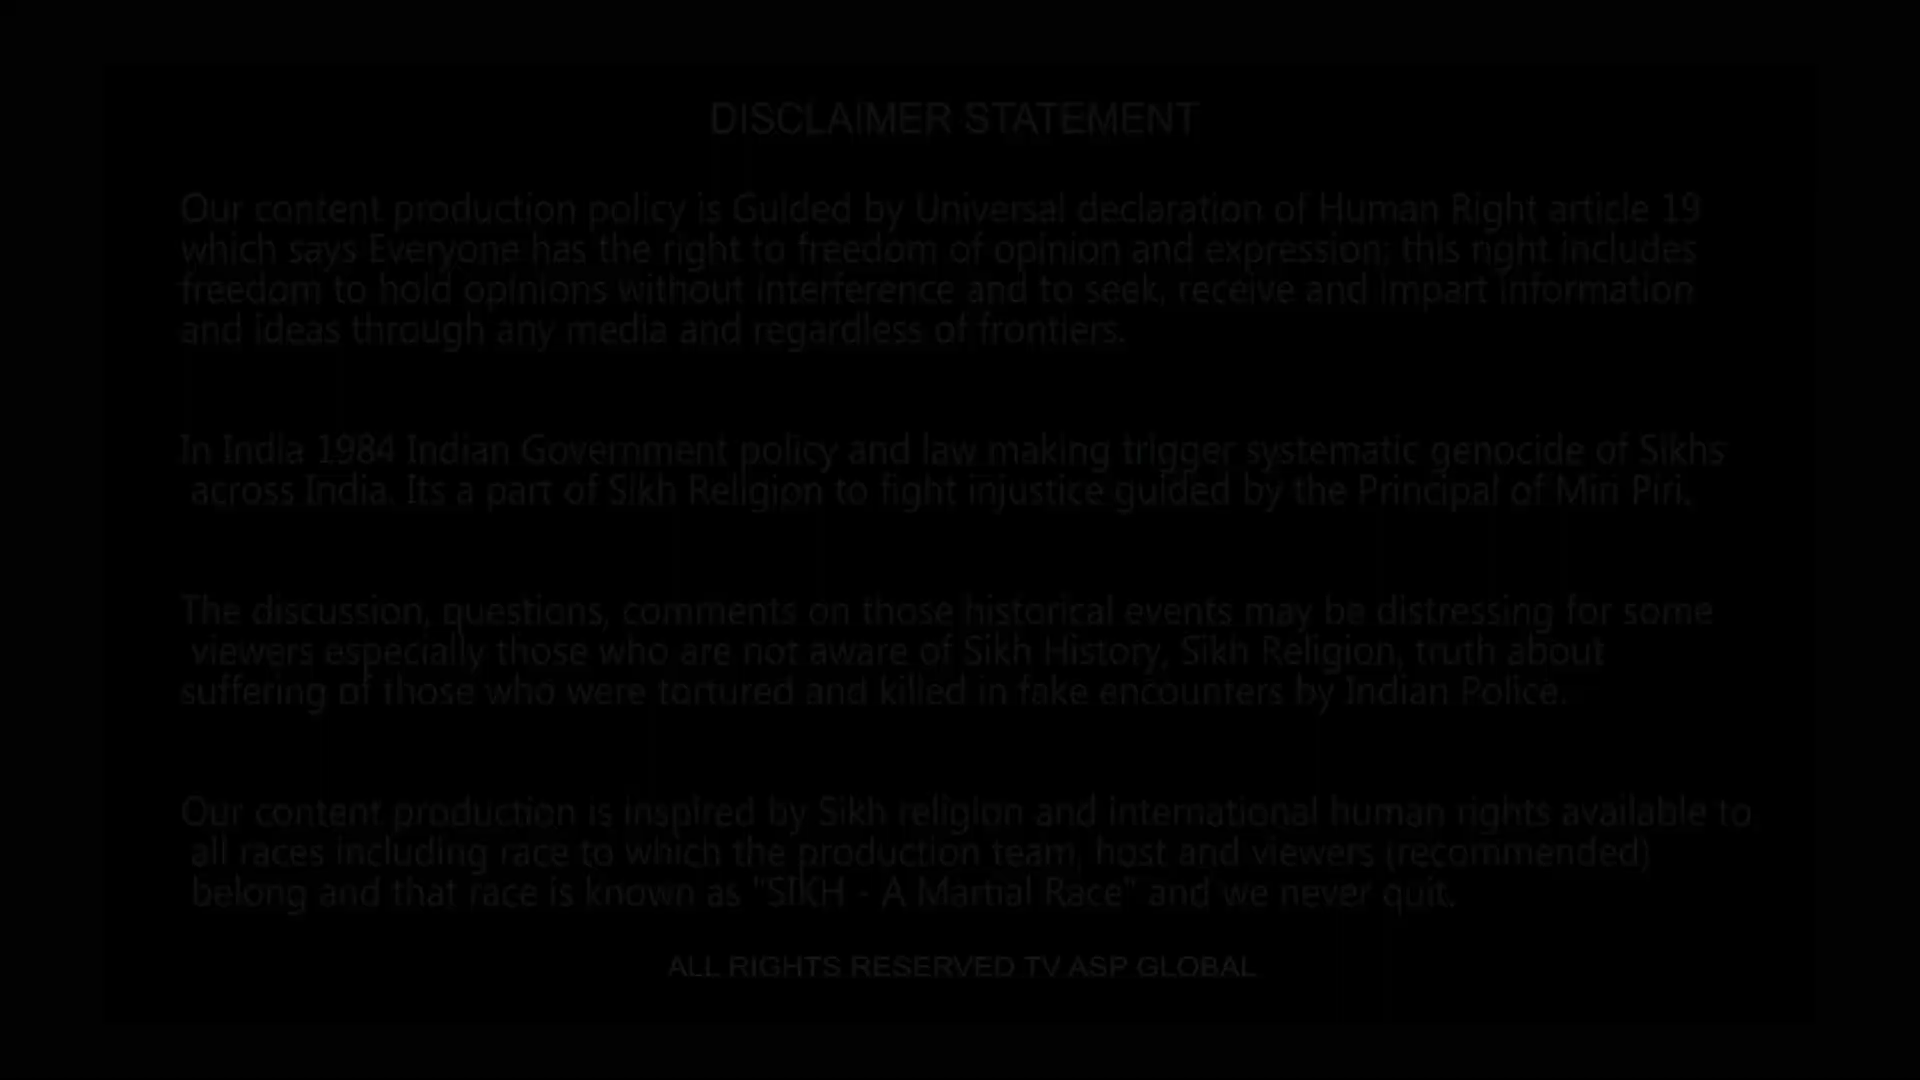 DISCLAIMER STATEMENT
Our content production policy is Guided by Universal declaration of Human Right article 19
which says Everyone has the right to freedom of opinion and expression; this right includes
freedom to hold opinions without interference and to seek, receive and impart information
and ideas through any media and regardless of frontiers.
In India 1984 Indian Government policy and law making trigger systematic genocide of Sikhs
across India. Its a part of Sikh Religion to fight injustice guided by the Principal of Miri Piri.
The discussion, questions, comments on those historical events may be distressing for some
viewers especially those who are not aware of Sikh History, Sikh Religion, truth about
suffering of those who were tortured and killed in fake encounters by Indian Police.
Our content production is inspired by Sikh religion and international human rights available to
all races including race to which the production team, host and viewers (recommended)
belong and that race is known as "SIKH - A Martial Race" and we never quit.
ALL RIGHTS RESERVED TV ASP GLOBAL